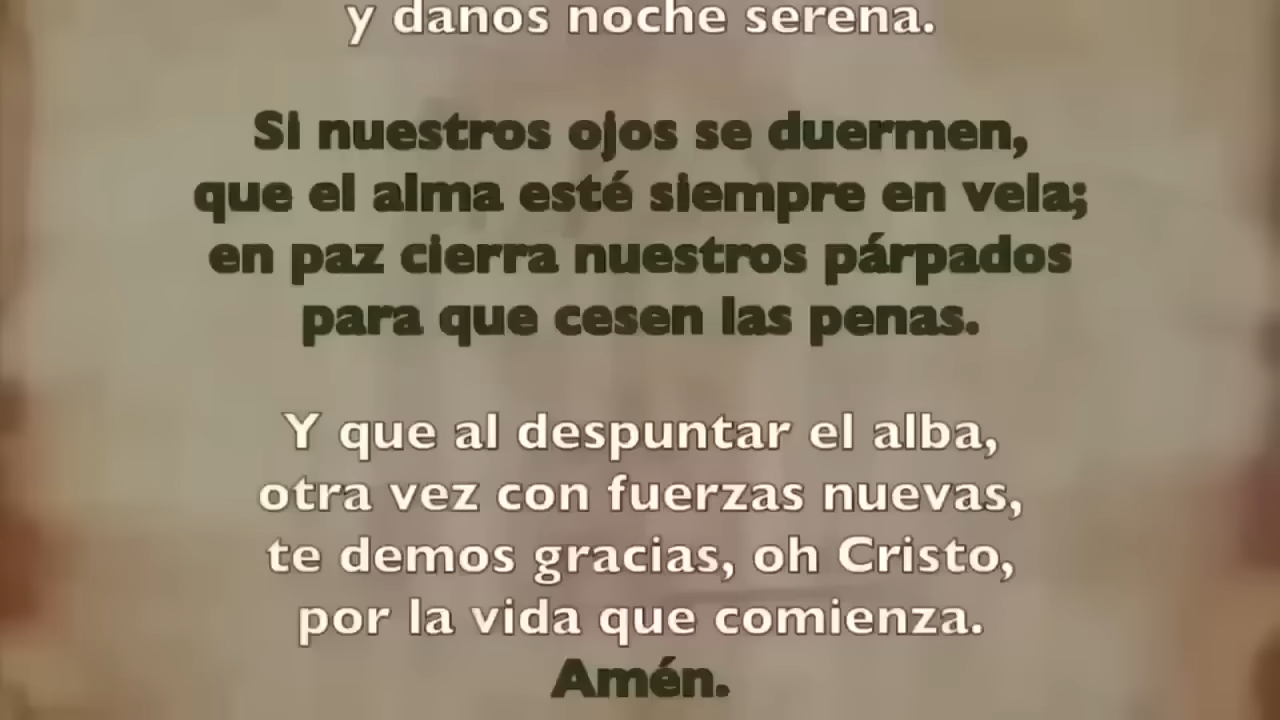 y danos noche serena.
Si nuestros ojos se duermen,
que el alma esté siempre en vela;
en paz cierra nuestros párpados
para que cesen las penas.
Y que al despuntar el alba,
otra vez con fuerzas nuevas,
te demos gracias, oh Cristo,
por la vida que comienza.
Amén.